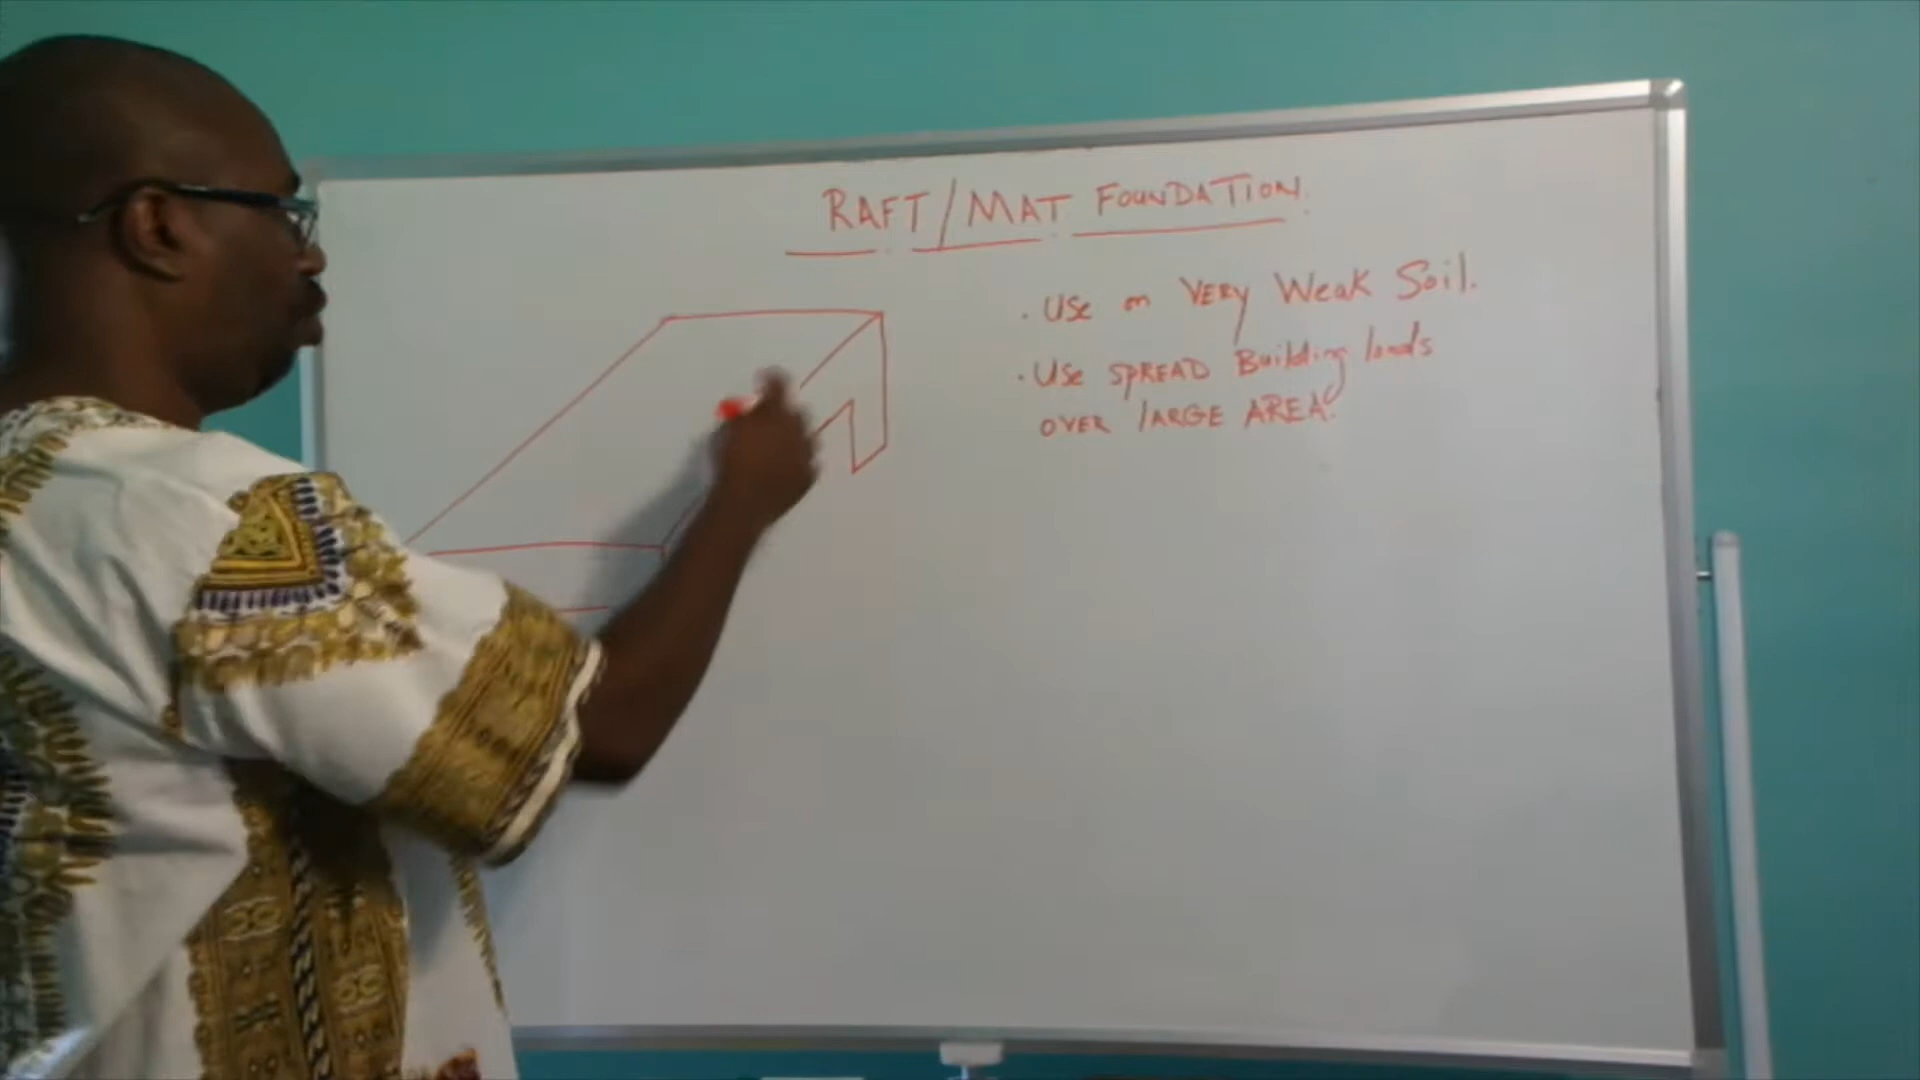 RAFT/MAT FOUNDATION.
· Use on VERY Weak Soil.
· Use SPREAD Building loads
OVER LARGE AREA.